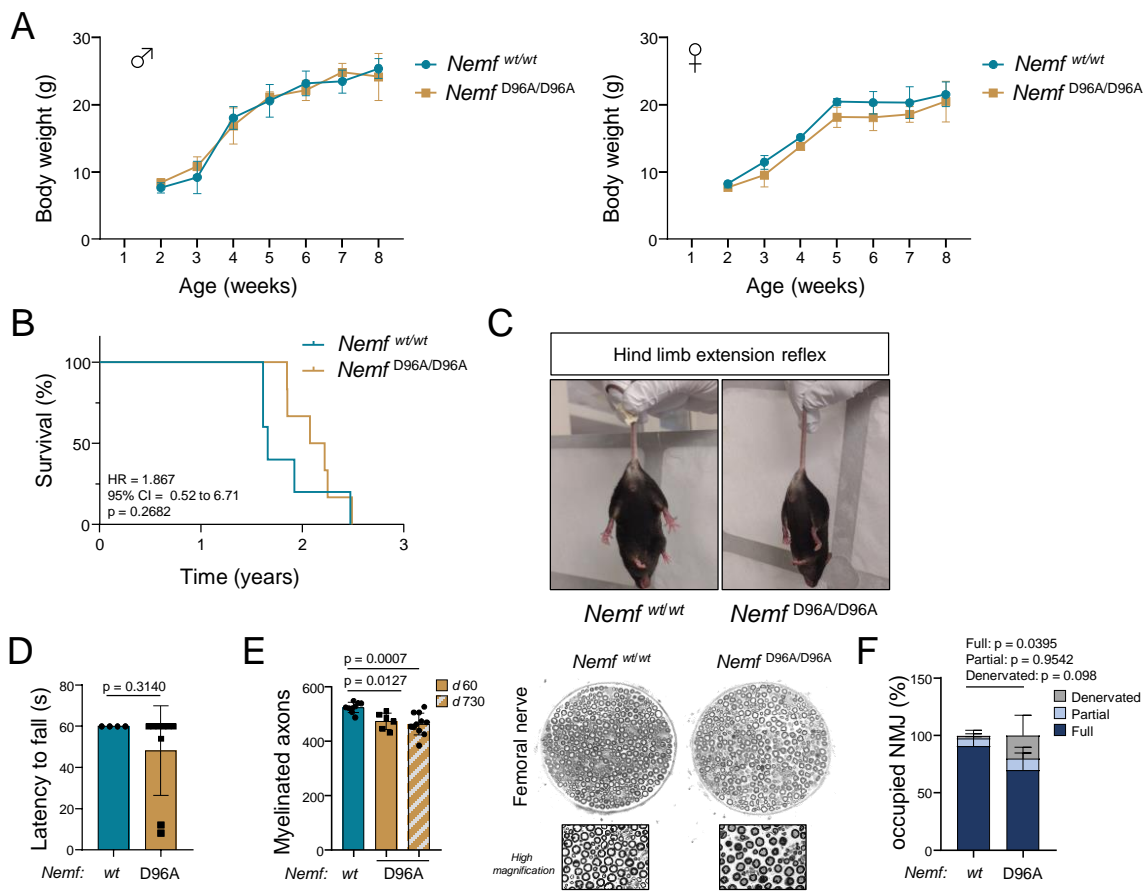 A
30
20
10
0
Body weight (g)
♂
Nemf wt/wt
Nemf D96A/D96A
1 2 3 4 5 6 7 8
Age (weeks)
30
20
10
0
Body weight (g)
♀
Nemf wt/wt
Nemf D96A/D96A
1 2 3 4 5 6 7 8
Age (weeks)
B
Nemf wt/wt
Nemf D96A/D96A
100
50
0
Survival (%)
HR = 1.867
95% CI = 0.52 to 6.71
p = 0.2682
0 1 2 3
Time (years)
C
Hind limb extension reflex
Nemf wt/wt
Nemf D96A/D96A
D
80
60
40
20
0
Latency to fall (s)
p = 0.3140
Nemf: wt D96A
E
p = 0.0007
p = 0.0127
d 60
d 730
600
400
200
0
Myelinated axons
Nemf: wt D96A
Nemf wt/wt
Nemf D96A/D96A
Femoral nerve
High
magnification
F
Full: p = 0.0395
Partial: p = 0.9542
Denervated: p = 0.098
150
100
50
0
occupied NMJ (%)
Denervated
Partial
Full
Nemf: wt D96A